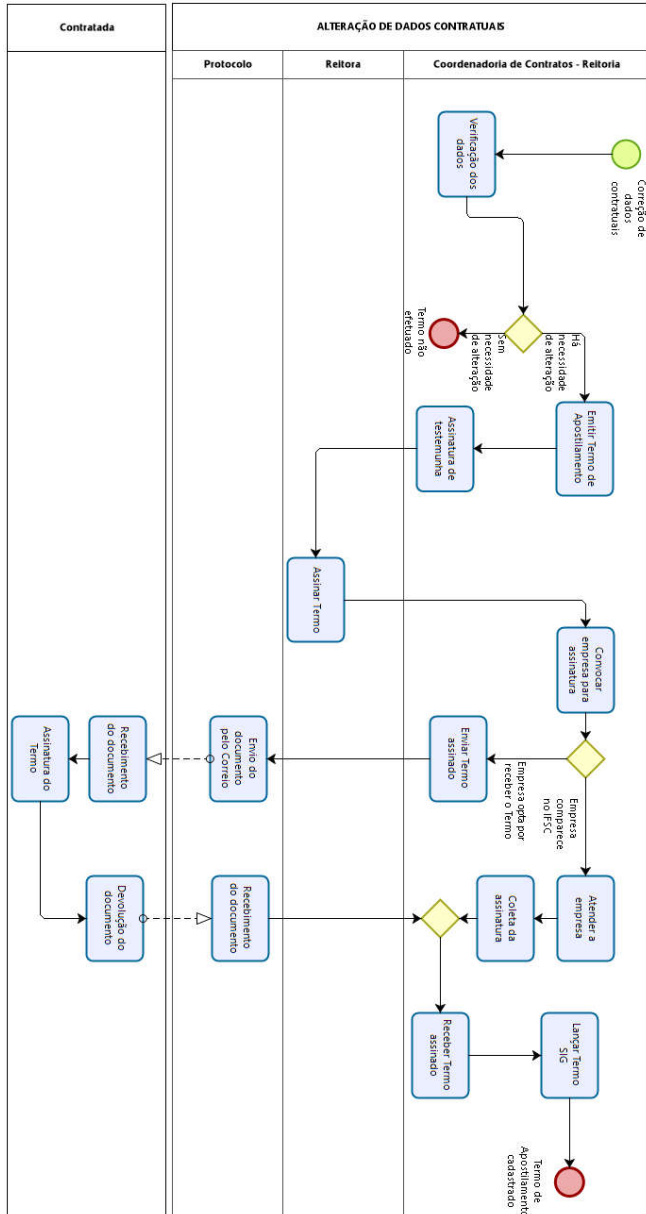 Contratada
ALTERAÇÃO DE DADOS CONTRATUAIS
Protocolo
Reitora
Coordenadoria de Contratos - Reitoria
Correção de
dados
contratuais
Verificação dos
dados
Há
necessidade
de alteração
Sem
necessidade
de alteração
Termo não
efetuado
Emitir Termo de
Apostilamento
Assinatura de
testemunha
Assinar Termo
Convocar
empresa para
assinatura
Empresa
comparece
no IFSC
Empresa opta por
receber o Termo
Enviar Termo
assinado
Envio do
documento
pelo Correio
Recebimento
do documento
Assinatura do
Termo
Devolução do
documento
Recebimento
do documento
Atender a
empresa
Coleta da
assinatura
Receber Termo
assinado
Lançar Termo
SIG
Termo de
Apostilamento
cadastrado